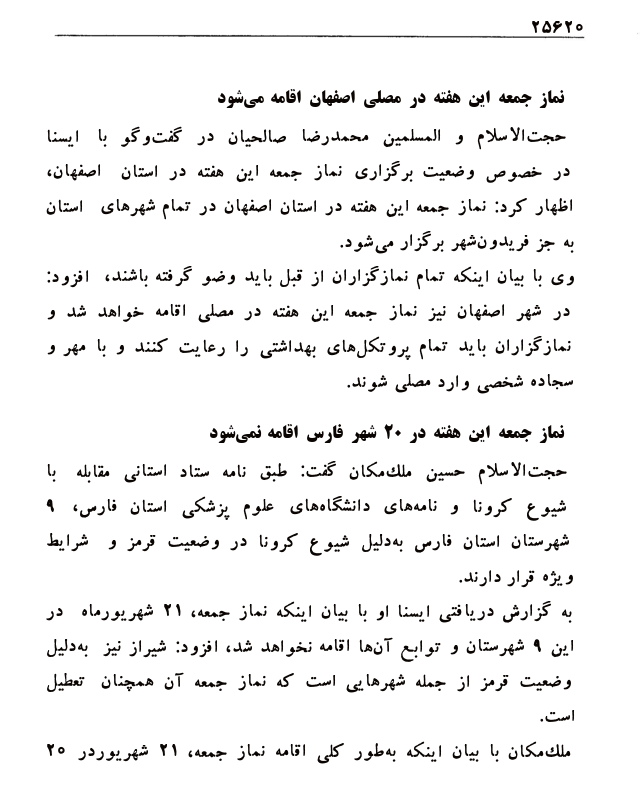 ۲۵۶۲۰
نماز جمعه این هفته در مصلی اصفهان اقامه می‌شود
حجت‌الاسلام و المسلمین محمدرضا صالحیان در گفت‌وگو با ایسنا
در خصوص وضعیت برگزاری نماز جمعه این هفته در استان اصفهان،
اظهار کرد: نماز جمعه این هفته در استان اصفهان در تمام شهرهای استان
به جز فریدون‌شهر برگزار می‌شود.
وی با بیان اینکه تمام نمازگزاران از قبل باید وضو گرفته باشند، افزود:
در شهر اصفهان نیز نماز جمعه این هفته در مصلی اقامه خواهد شد و
نمازگزاران باید تمام پروتکل‌های بهداشتی را رعایت کنند و با مهر و
سجاده شخصی وارد مصلی شوند.
نماز جمعه این هفته در ۲۰ شهر فارس اقامه نمی‌شود
حجت‌الاسلام حسین ملک‌مکان گفت: طبق نامه ستاد استانی مقابله با
شیوع کرونا و نامه‌های دانشگاه‌های علوم پزشکی استان فارس، ۹
شهرستان استان فارس به‌دلیل شیوع کرونا در وضعیت قرمز و شرایط
ویژه قرار دارند.
به گزارش دریافتی ایسنا او با بیان اینکه نماز جمعه، ۲۱ شهریورماه در
این ۹ شهرستان و توابع آن‌ها اقامه نخواهد شد، افزود: شیراز نیز به‌دلیل
وضعیت قرمز از جمله شهرهایی است که نماز جمعه آن همچنان تعطیل
است.
ملک‌مکان با بیان اینکه به‌طور کلی اقامه نماز جمعه، ۲۱ شهریوردر ۲۰